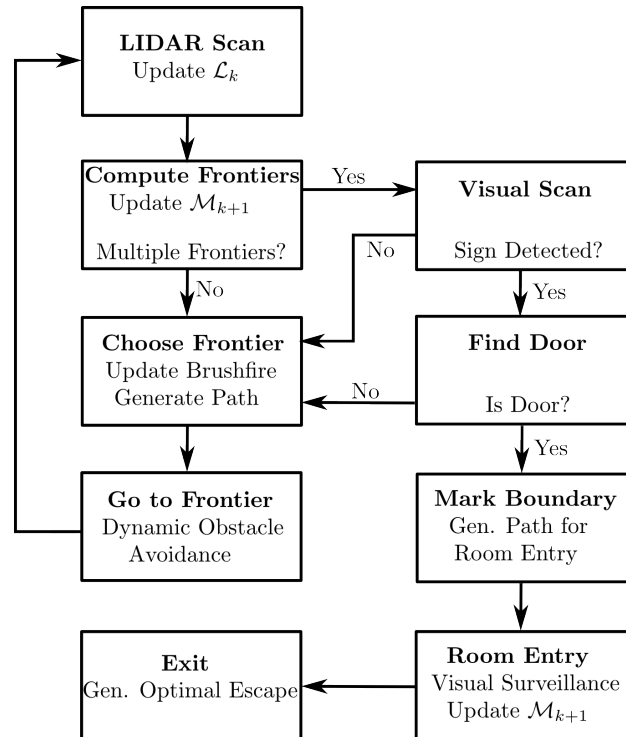 LIDAR Scan
Update ℒₖ
Compute Frontiers
Update ℳₖ₊₁
Multiple Frontiers?
Yes
Visual Scan
Sign Detected?
No
No
Yes
Choose Frontier
Update Brushfire
Generate Path
Find Door
Is Door?
No
Yes
Go to Frontier
Dynamic Obstacle
Avoidance
Mark Boundary
Gen. Path for
Room Entry
Exit
Gen. Optimal Escape
Room Entry
Visual Surveillance
Update ℳₖ₊₁